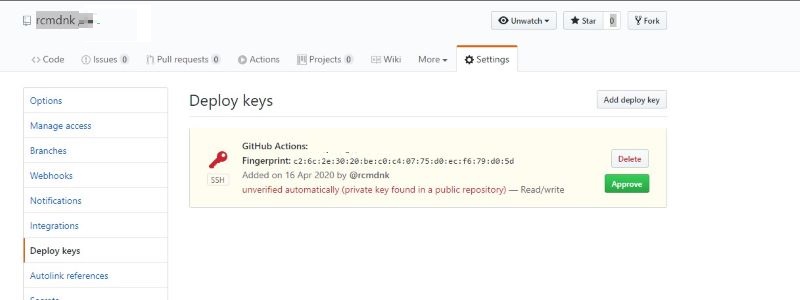 rcmdnk
Unwatch
Star 0
Fork
Code
Issues 0
Pull requests 0
Actions
Projects 0
Wiki
More
Settings
Options
Manage access
Branches
Webhooks
Notifications
Integrations
Deploy keys
Autolink references
Secrets
Deploy keys
Add deploy key
SSH
GitHub Actions:
Fingerprint: c2:6c:2e:30:20:be:c0:c4:07:75:d0:ec:f6:79:d0:5d
Added on 16 Apr 2020 by @rcmdnk
unverified automatically (private key found in a public repository) — Read/write
Delete
Approve